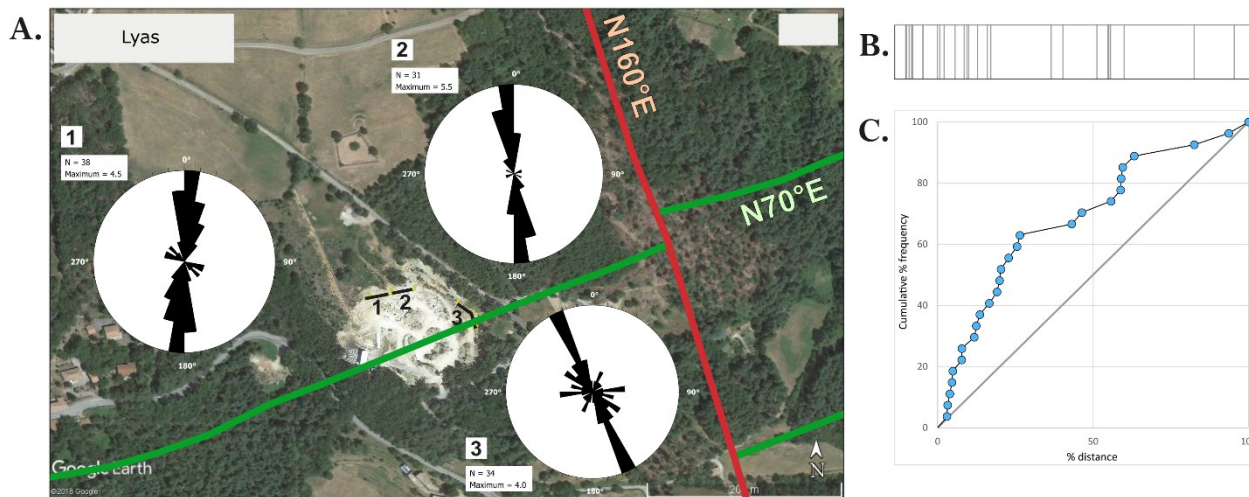 A.
Lyas
1
N = 38
Maximum = 4.5
0°
270°
90°
180°
2
N = 31
Maximum = 5.5
0°
270°
90°
180°
N160°E
N70°E
1
2
3
3
N = 34
Maximum = 4.0
0°
270°
90°
180°
Google Earth
©2018 Google
N
B.
C.
Cumulative % frequency
100
80
60
40
20
0
0
50
% distance